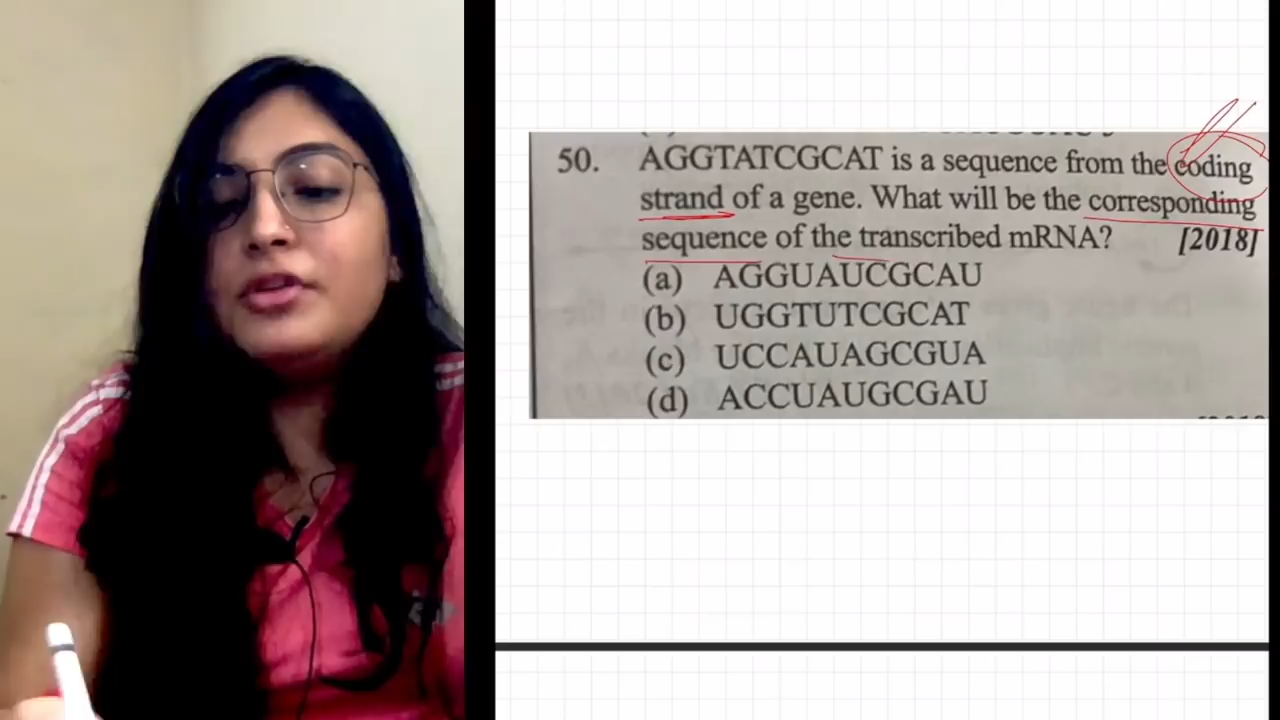 50. AGGTATCGCAT is a sequence from the coding
strand of a gene. What will be the corresponding
sequence of the transcribed mRNA? [2018]
(a) AGGUAUCGCAU
(b) UGGTUTCGCAT
(c) UCCAUAGCGUA
(d) ACCUAUGCGAU